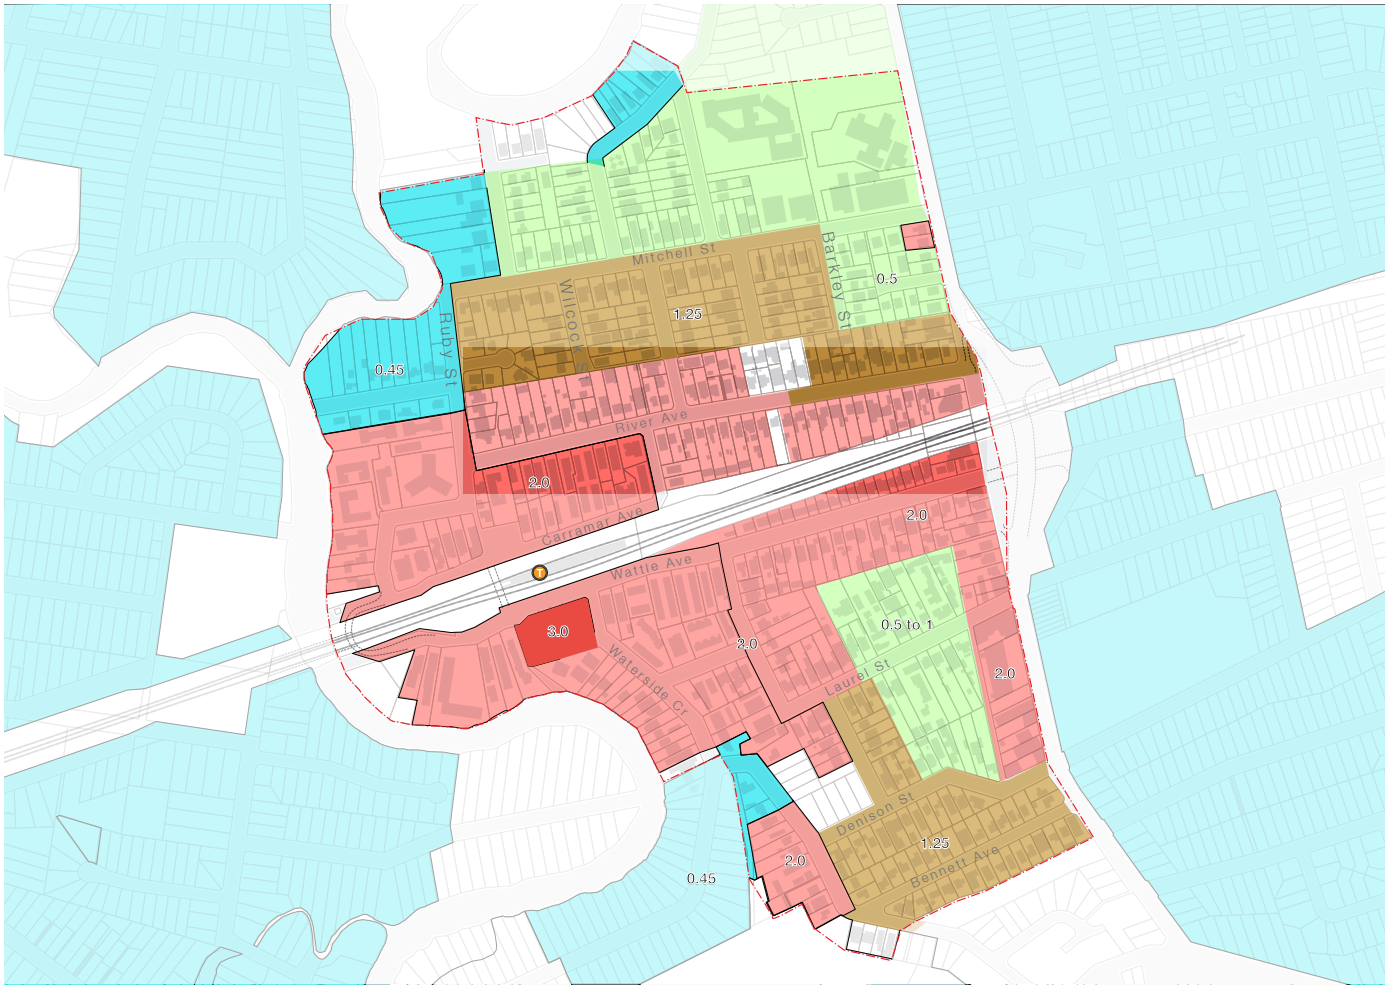 Mitchell St
Barkley St
0.5
Wilcock St
1.25
Ruby St
0.45
River Ave
2.0
Carramar Ave
2.0
Wattle Ave
T
3.0
0.5 to 1
2.0
Waterside Cr
Laurel St
2.0
Denison St
1.25
Bennett Ave
2.0
0.45